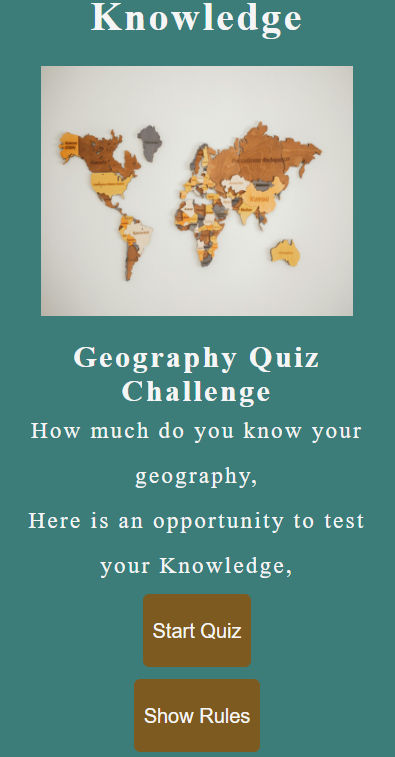 Knowledge
Geography Quiz
Challenge
How much do you know your
geography,
Here is an opportunity to test
your Knowledge,
Start Quiz
Show Rules